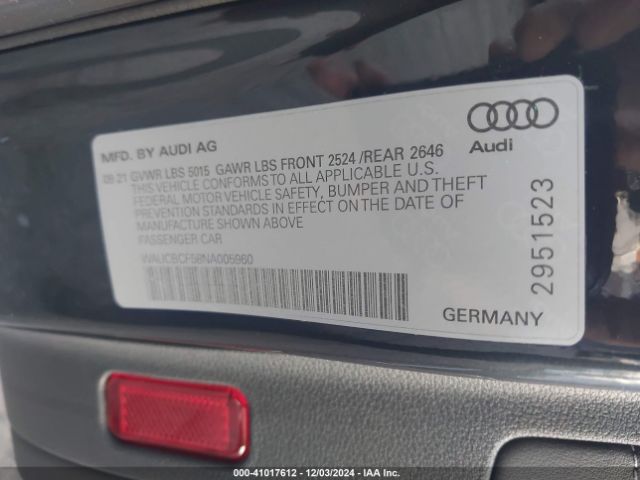 MFD. BY AUDI AG
08 21 GVWR LBS 5015 GAWR LBS FRONT 2524 /REAR 2646
THIS VEHICLE CONFORMS TO ALL APPLICABLE U.S.
FEDERAL MOTOR VEHICLE SAFETY, BUMPER AND THEFT
PREVENTION STANDARDS IN EFFECT ON THE DATE OF
MANUFACTURE SHOWN ABOVE
PASSENGER CAR
WAUCBCF58NA005960
Audi
2951523
GERMANY
000-41017612 - 12/03/2024 - IAA Inc.